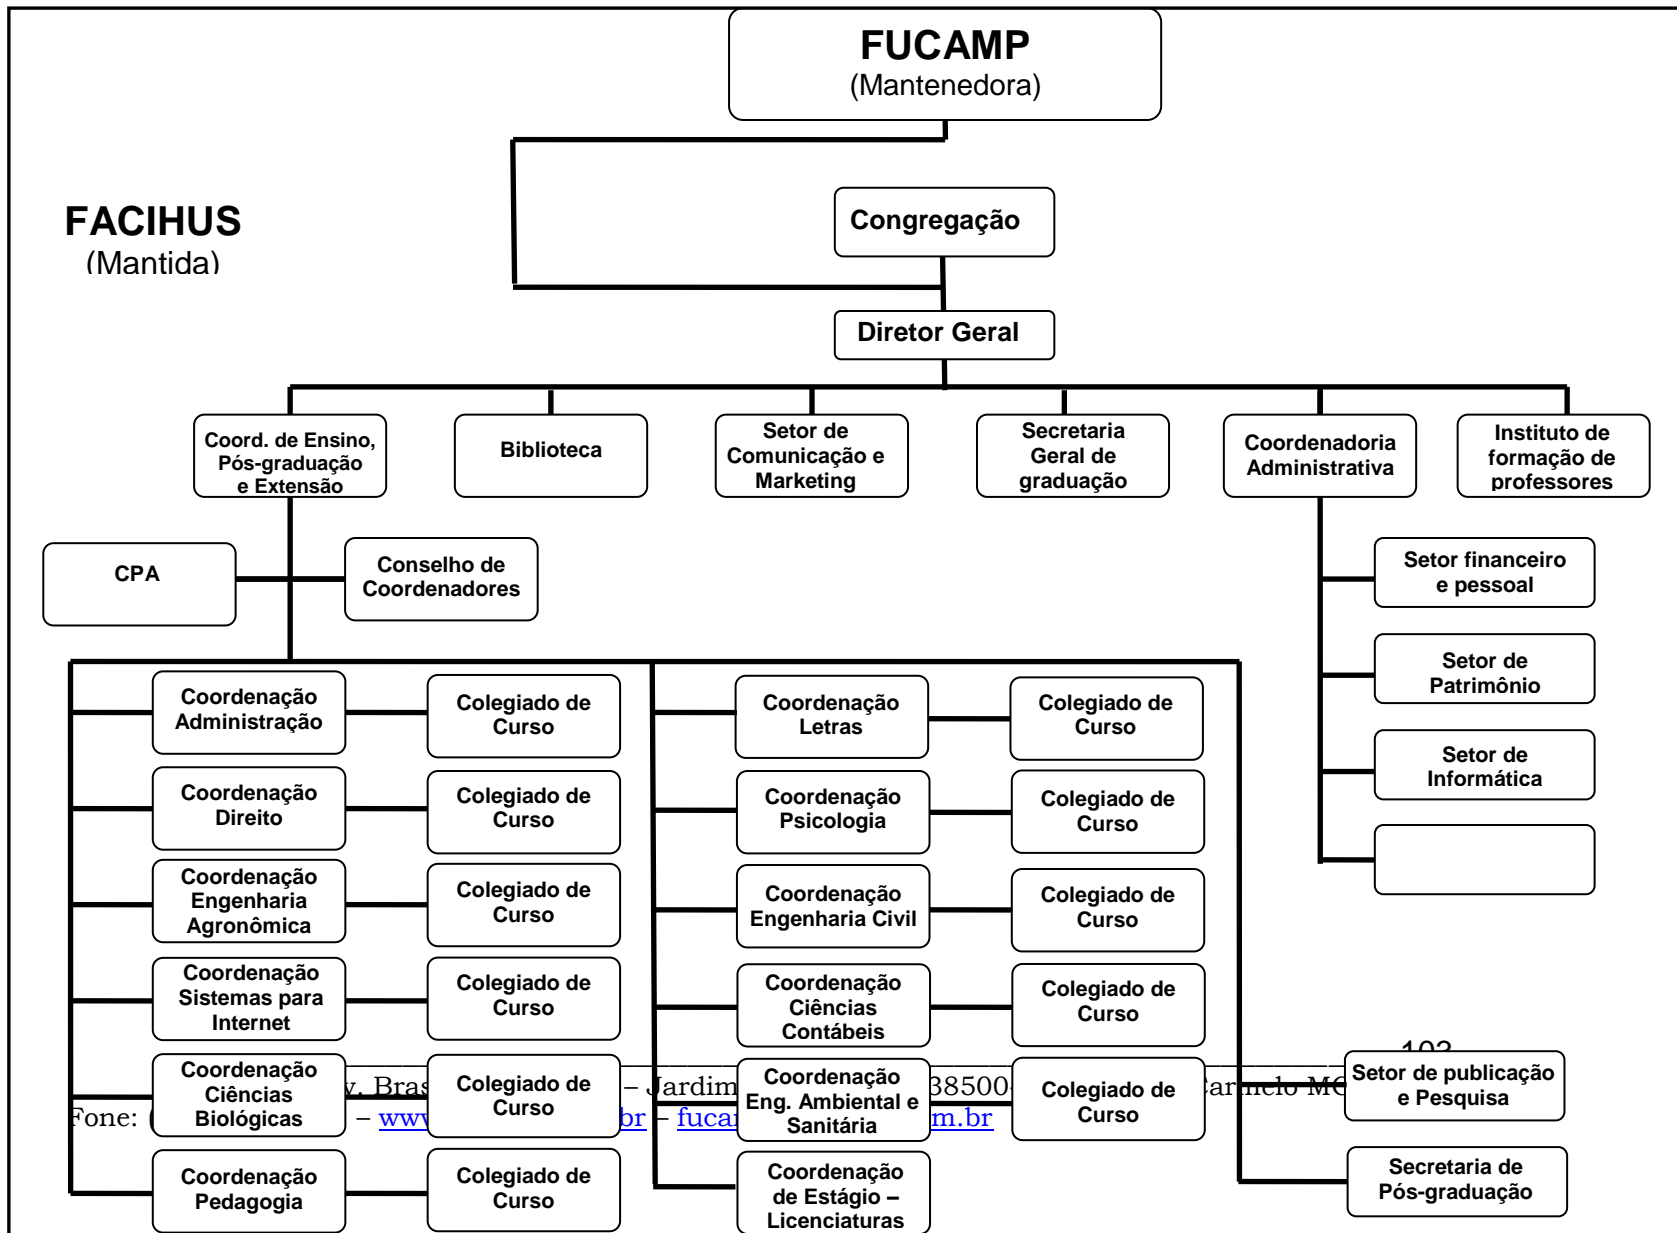 FUCAMP
(Mantenedora)
FACIHUS
(Mantida)
Congregação
Diretor Geral
Coord. de Ensino,
Pós-graduação
e Extensão
Biblioteca
Setor de
Comunicação e
Marketing
Secretaria
Geral de
graduação
Coordenadoria
Administrativa
Instituto de
formação de
professores
CPA
Conselho de
Coordenadores
Setor financeiro
e pessoal
Setor de
Patrimônio
Setor de
Informática
Coordenação
Administração
Colegiado de
Curso
Coordenação
Letras
Colegiado de
Curso
Coordenação
Direito
Colegiado de
Curso
Coordenação
Psicologia
Colegiado de
Curso
Coordenação
Engenharia
Agronômica
Colegiado de
Curso
Coordenação
Engenharia Civil
Colegiado de
Curso
Coordenação
Sistemas para
Internet
Colegiado de
Curso
Coordenação
Ciências
Contábeis
Colegiado de
Curso
Coordenação
Ciências
Biológicas
Colegiado de
Curso
Coordenação
Eng. Ambiental e
Sanitária
Colegiado de
Curso
Setor de publicação
e Pesquisa
– Jardim
Fone: ( – www br – fuca m.br
Coordenação
Pedagogia
Colegiado de
Curso
Coordenação
de Estágio –
Licenciaturas
Secretaria de
Pós-graduação